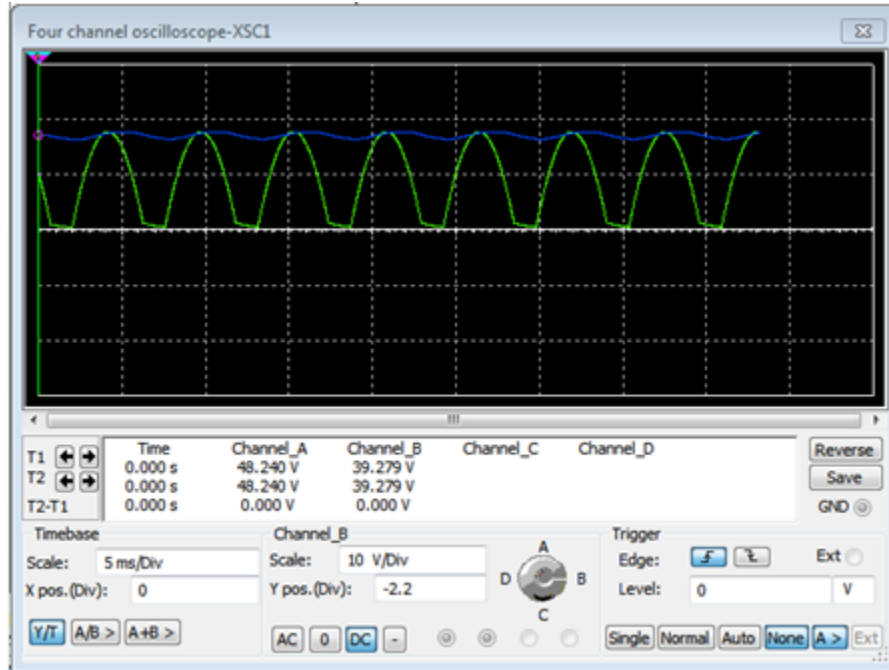 Four channel oscilloscope-XSC1
Time Channel_A Channel_B Channel_C Channel_D
T1 0.000 s 48.240 V 39.279 V
T2 0.000 s 48.240 V 39.279 V
T2-T1 0.000 s 0.000 V 0.000 V
Reverse
Save
GND
Timebase
Scale: 5 ms/Div
X pos.(Div): 0
Y/T A/B > A+B >
Channel_B
Scale: 10 V/Div
Y pos.(Div): -2.2
AC 0 DC -
A
D B
C
Trigger
Edge: Ext
Level: 0 V
Single Normal Auto None A > Ext